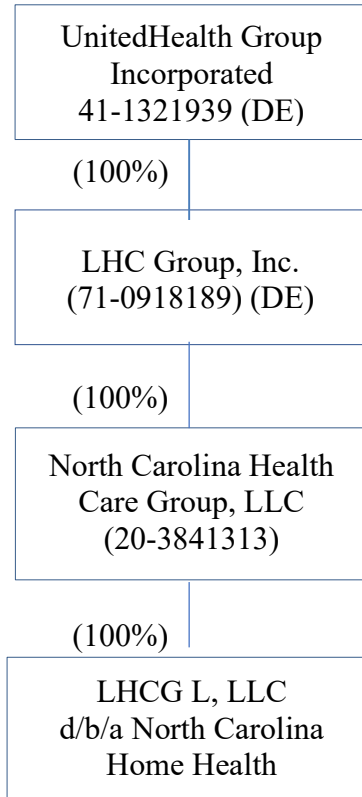 UnitedHealth Group
Incorporated
41-1321939 (DE)
(100%)
LHC Group, Inc.
(71-0918189) (DE)
(100%)
North Carolina Health
Care Group, LLC
(20-3841313)
(100%)
LHCG L, LLC
d/b/a North Carolina
Home Health